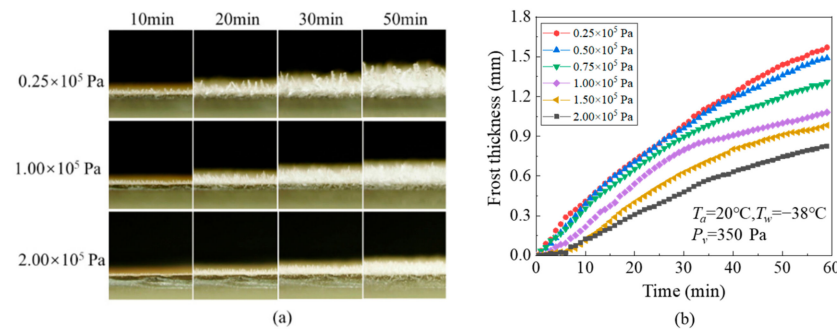 10min 20min 30min 50min
0.25×10⁵ Pa
1.00×10⁵ Pa
2.00×10⁵ Pa
(a)
Frost thickness (mm)
1.8
1.5
1.2
0.9
0.6
0.3
0.0
0.25×10⁵ Pa
0.50×10⁵ Pa
0.75×10⁵ Pa
1.00×10⁵ Pa
1.50×10⁵ Pa
2.00×10⁵ Pa
Tₐ=20°C,T_w=−38°C
Pᵥ=350 Pa
0 10 20 30 40 50 60
Time (min)
(b)